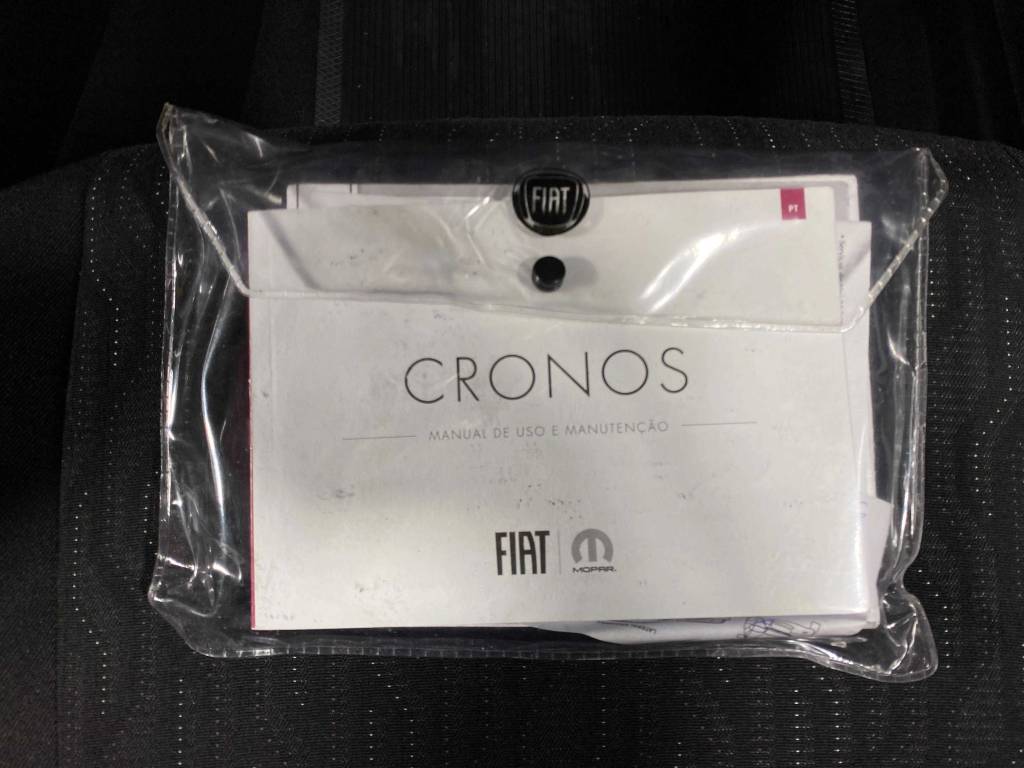 FIAT
PT
CRONOS
MANUAL DE USO E MANUTENÇÃO
FIAT
MOPAR.